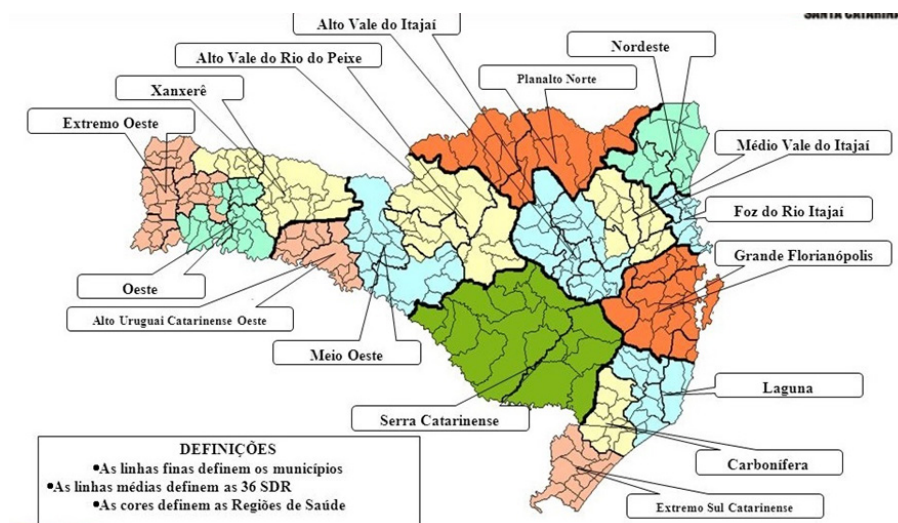 SANTA CATARINA
Alto Vale do Itajaí
Alto Vale do Rio do Peixe
Nordeste
Planalto Norte
Xanxerê
Extremo Oeste
Médio Vale do Itajaí
Foz do Rio Itajaí
Grande Florianópolis
Oeste
Alto Uruguai Catarinense Oeste
Meio Oeste
Laguna
Serra Catarinense
Carbonífera
Extremo Sul Catarinense
DEFINIÇÕES
•As linhas finas definem os municípios
•As linhas médias definem as 36 SDR
•As cores definem as Regiões de Saúde